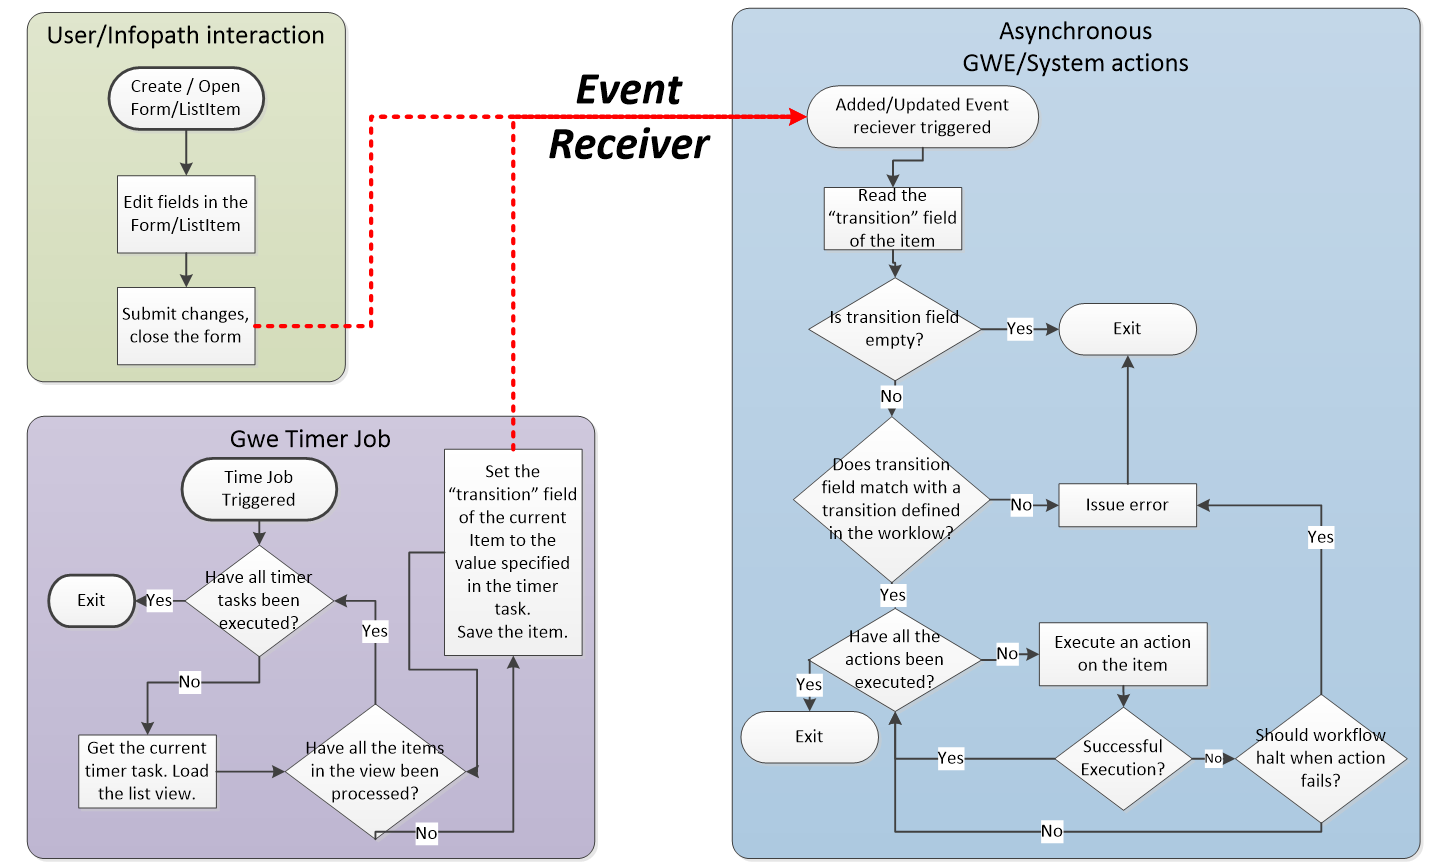 User/Infopath interaction
Create / Open
Form/ListItem
Edit fields in the
Form/ListItem
Submit changes,
close the form
Event
Receiver
Gwe Timer Job
Time Job
Triggered
Have all timer
tasks been
executed?
Yes
Exit
No
Get the current
timer task. Load
the list view.
Have all the items
in the view been
processed?
Yes
No
Set the
“transition” field
of the current
Item to the
value specified
in the timer
task.
Save the item.
Asynchronous
GWE/System actions
Added/Updated Event
reciever triggered
Read the
“transition” field
of the item
Is transition field
empty?
Yes
Exit
No
Does transition
field match with a
transition defined
in the worklow?
No
Issue error
Yes
Have all the
actions been
executed?
Yes
Exit
No
Execute an action
on the item
Successful
Execution?
Yes
No
Should workflow
halt when action
fails?
Yes
No